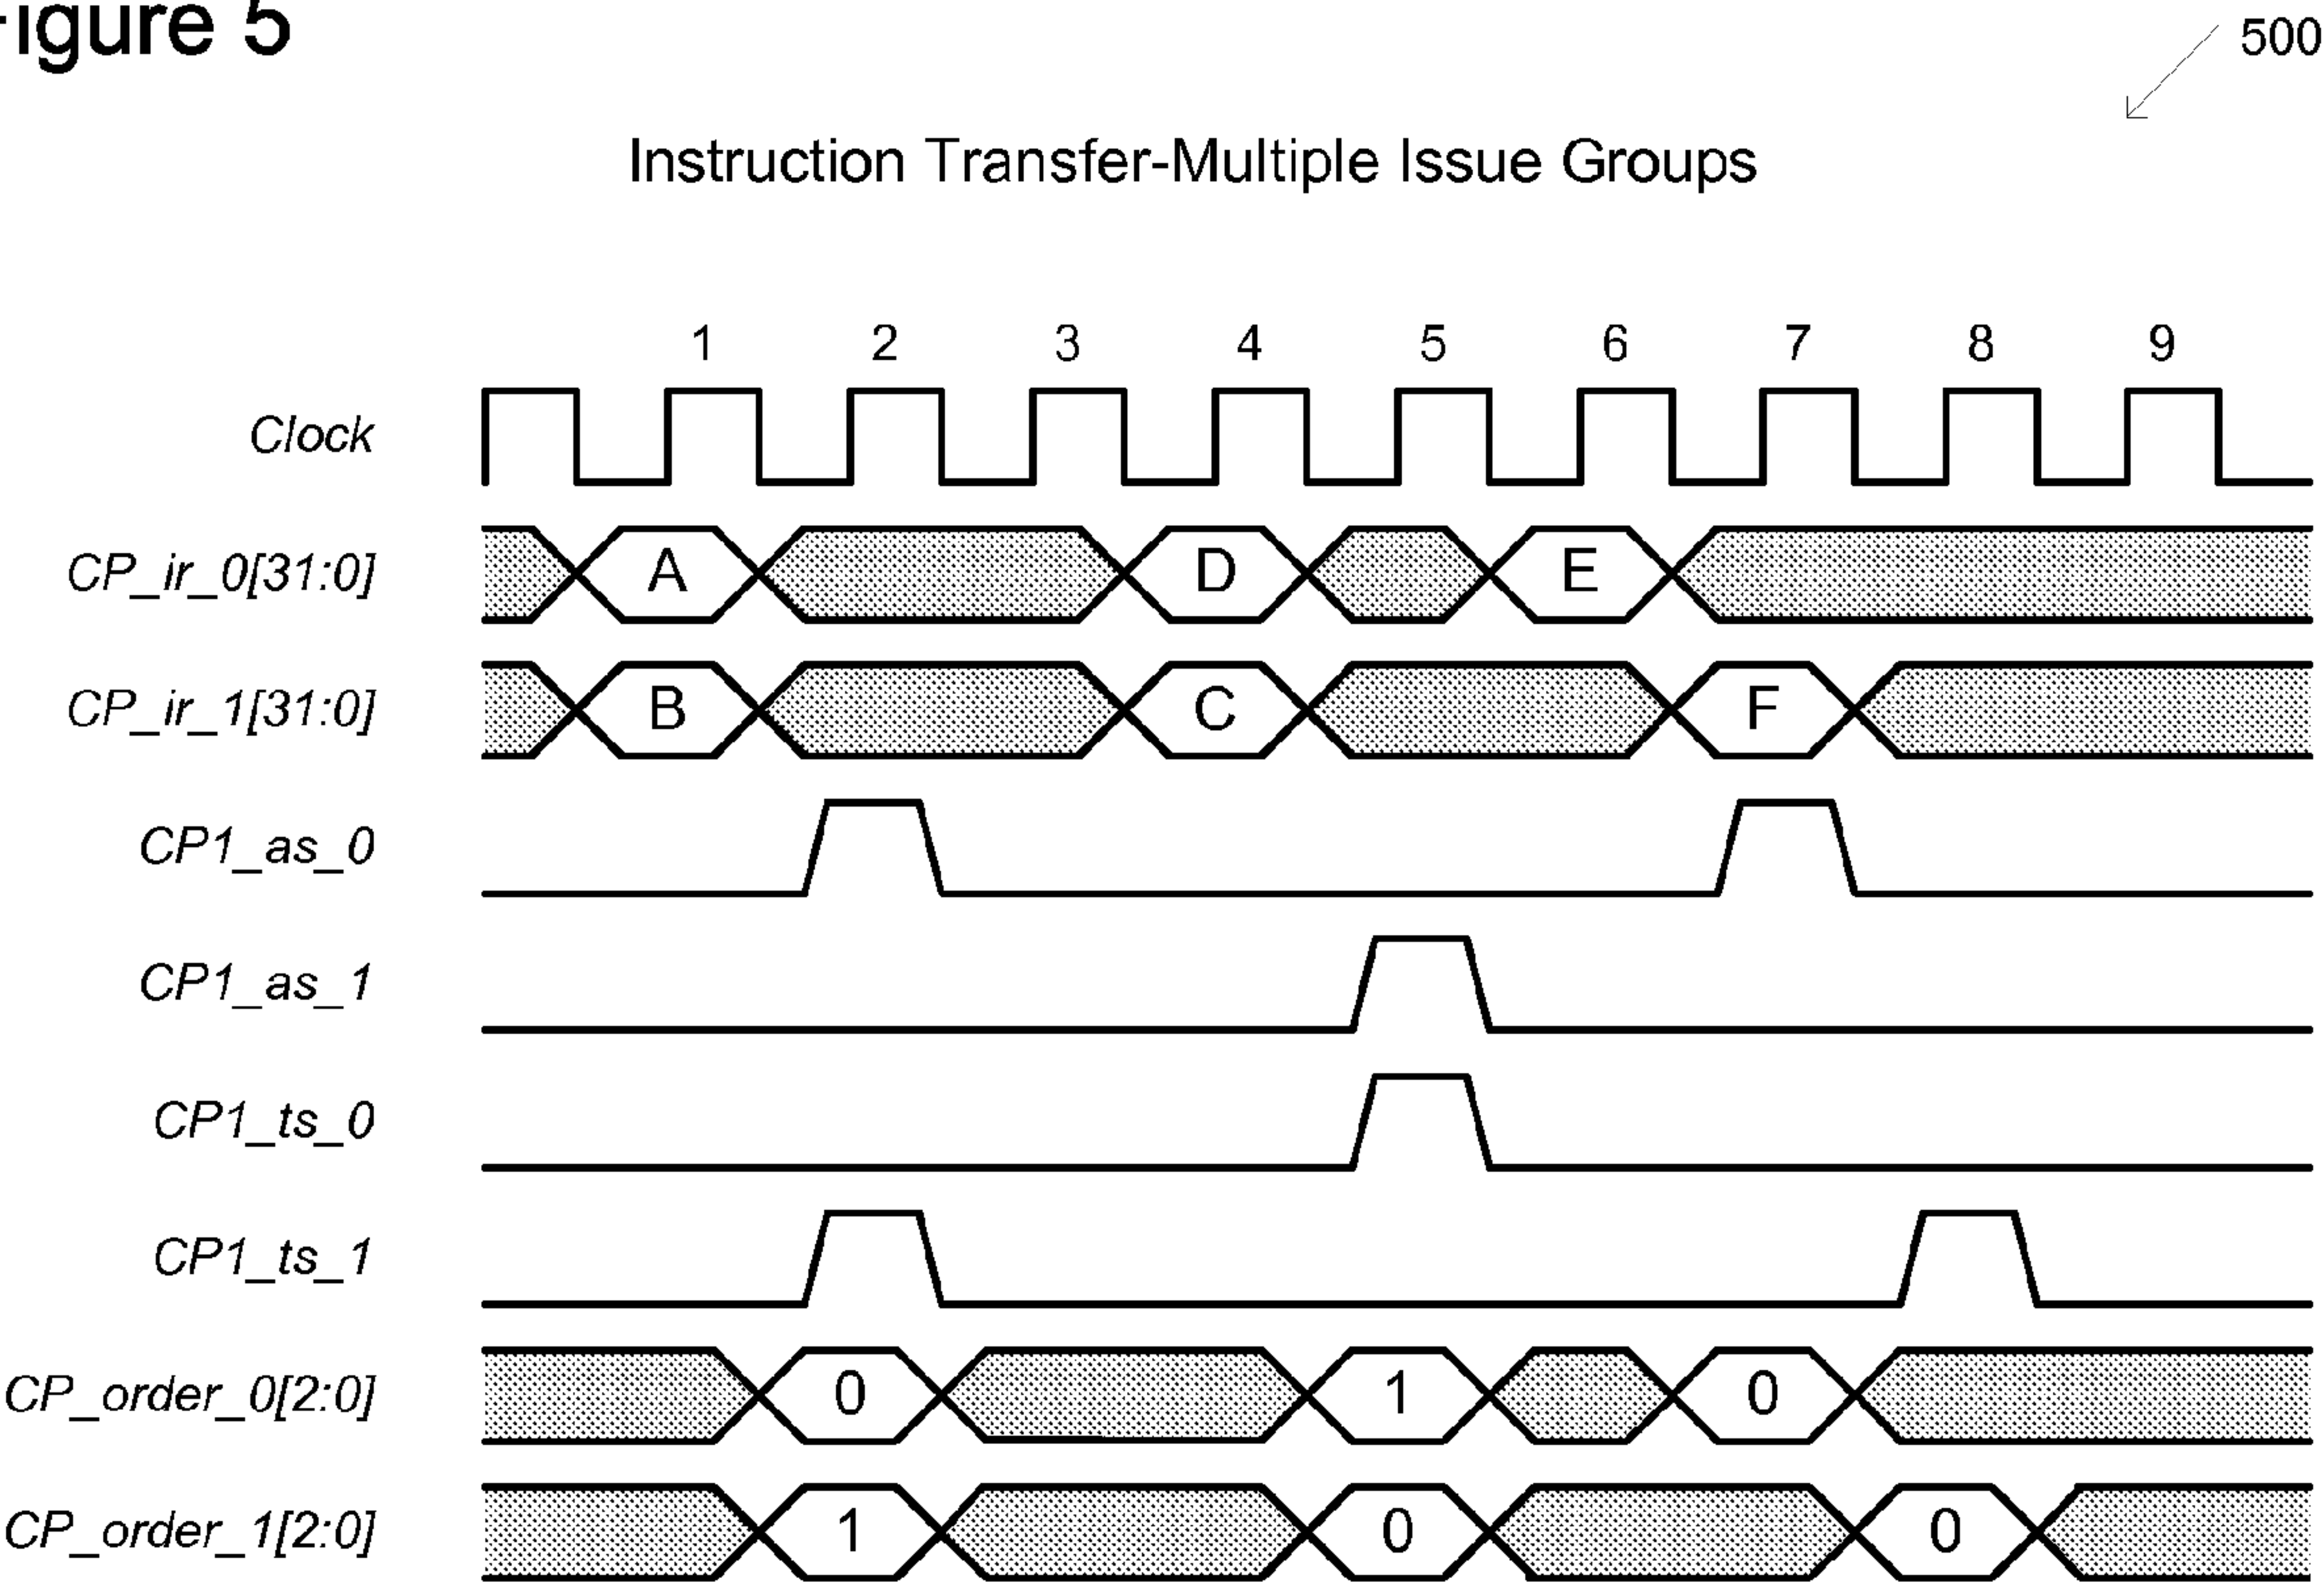 Figure 5
500
Instruction Transfer-Multiple Issue Groups
1 2 3 4 5 6 7 8 9
Clock
CP_ir_0[31:0] A D E
CP_ir_1[31:0] B C F
CP1_as_0
CP1_as_1
CP1_ts_0
CP1_ts_1
CP_order_0[2:0] 0 1 0
CP_order_1[2:0] 1 0 0